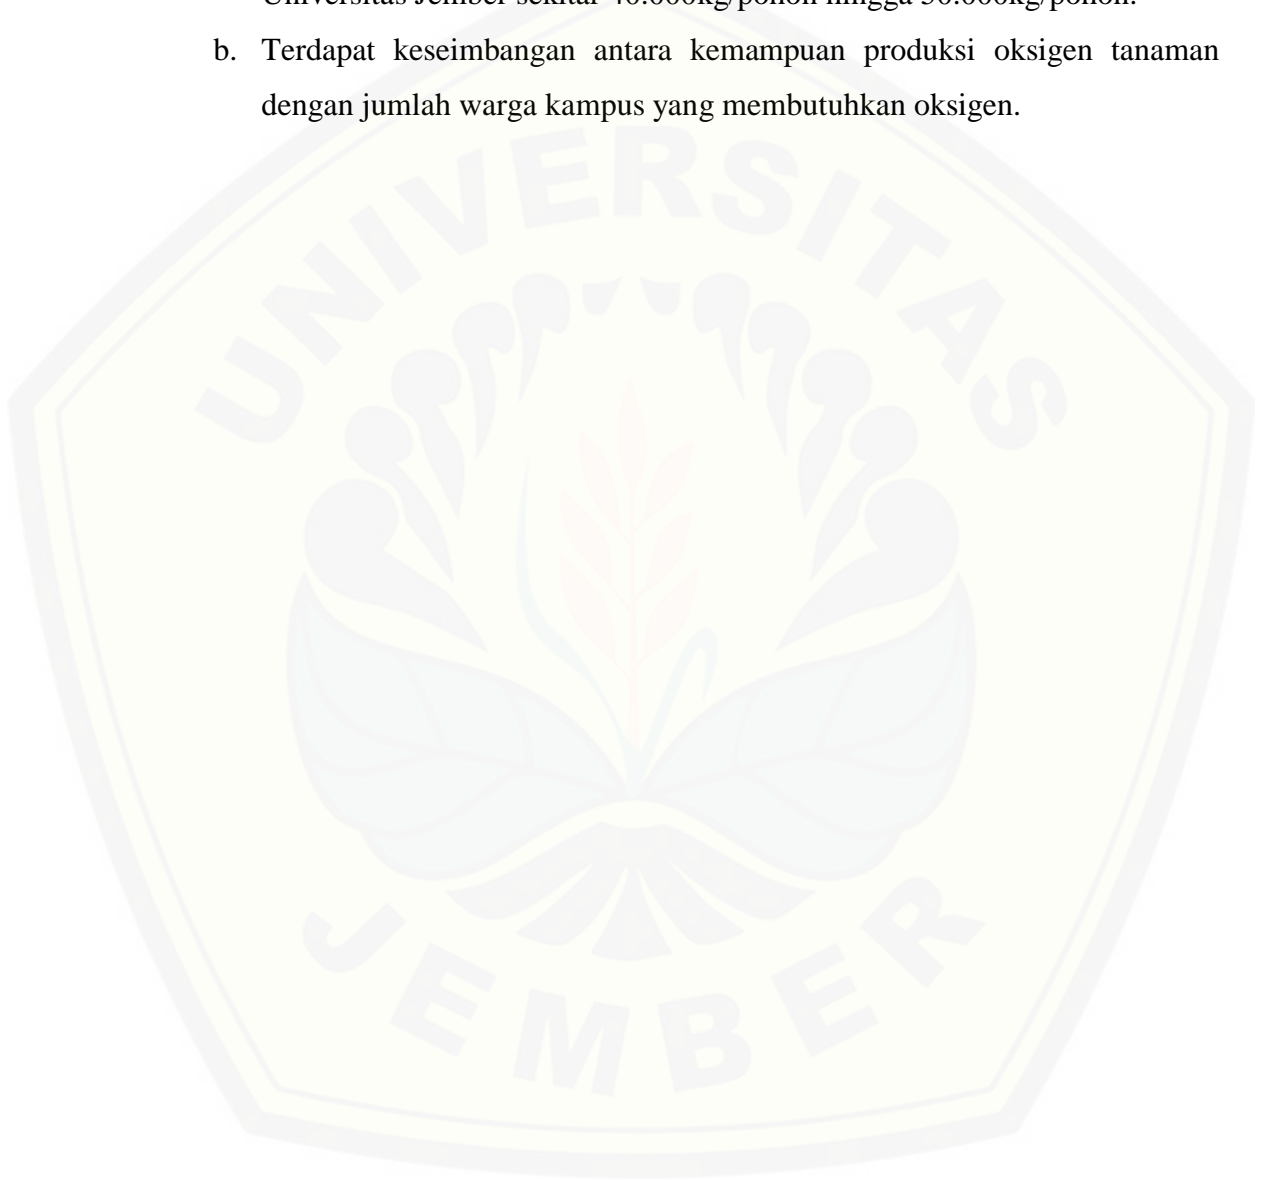 Universitas Jember sekitar 40.000kg/pohon hingga 50.000kg/pohon.
b. Terdapat keseimbangan antara kemampuan produksi oksigen tanaman
dengan jumlah warga kampus yang membutuhkan oksigen.
UNIVERSITAS
JEMBER